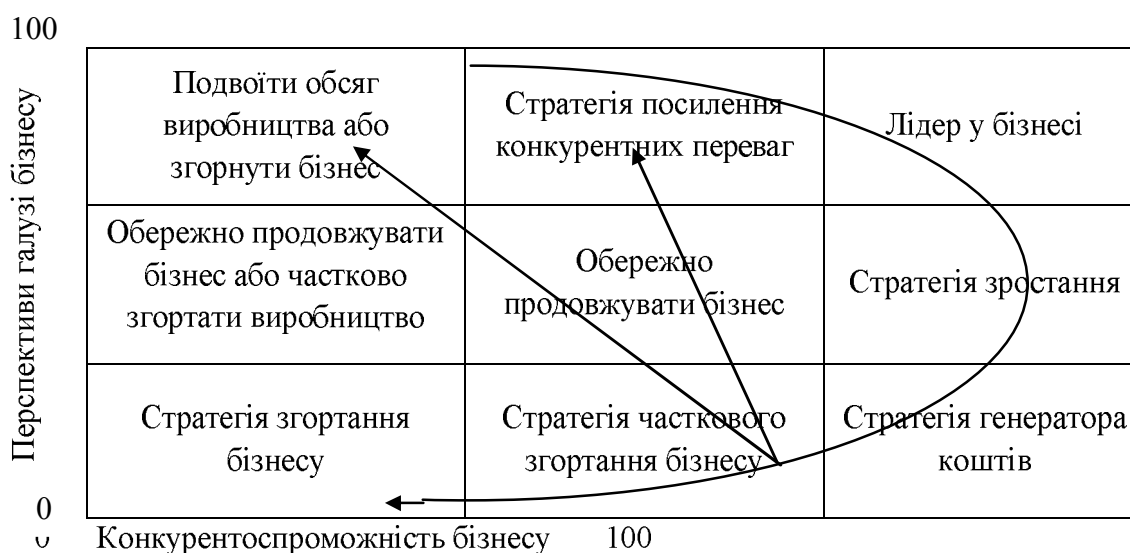 100
Перспективи галузі бізнесу
Подвоїти обсяг
виробництва або
згорнути бізнес
Стратегія посилення
конкурентних переваг
Лідер у бізнесі
Обережно продовжувати
бізнес або частково
згортати виробництво
Обережно
продовжувати бізнес
Стратегія зростання
Стратегія згортання
бізнесу
Стратегія часткового
згортання бізнесу
Стратегія генератора
коштів
0
Конкурентоспроможність бізнесу 100